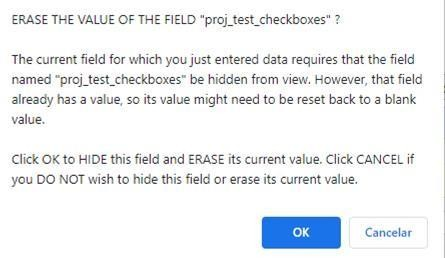 ERASE THE VALUE OF THE FIELD "proj_test_checkboxes" ?
The current field for which you just entered data requires that the field
named "proj_test_checkboxes" be hidden from view. However, that field
already has a value, so its value might need to be reset back to a blank
value.
Click OK to HIDE this field and ERASE its current value. Click CANCEL if
you DO NOT wish to hide this field or erase its current value.
OK
Cancelar